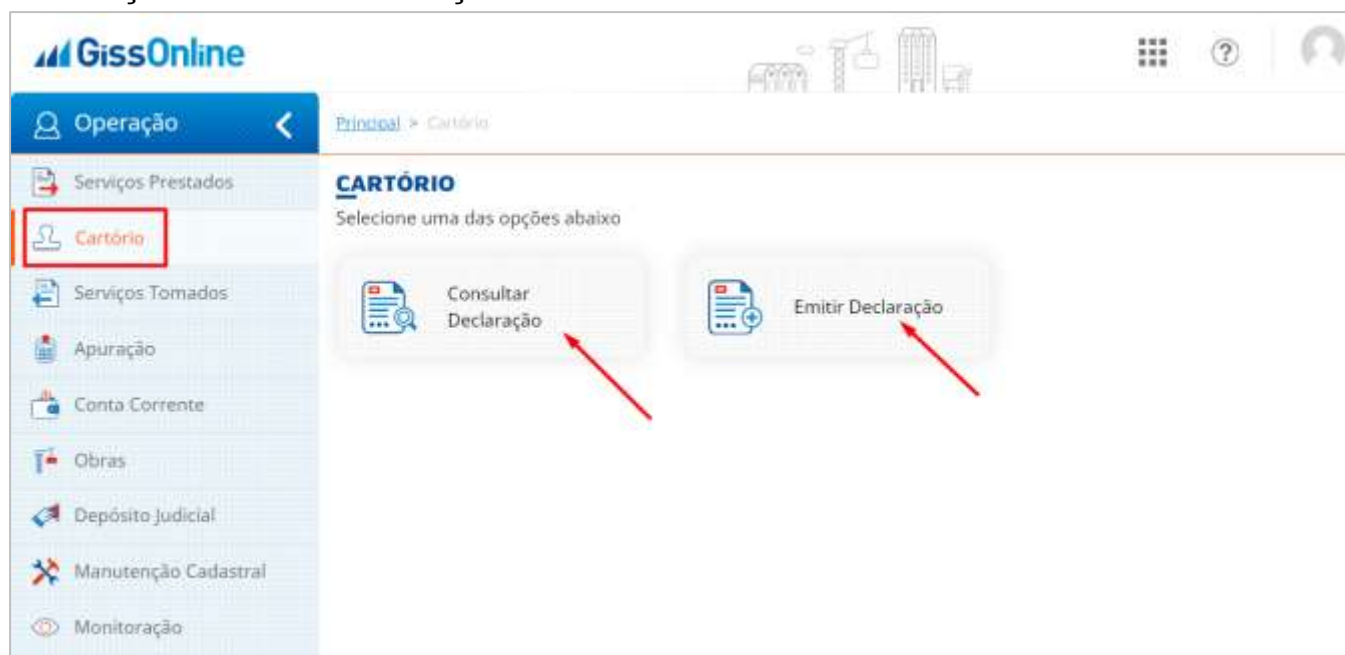 GissOnline
Operação
Principal > Cartório
Serviços Prestados
CARTÓRIO
Selecione uma das opções abaixo
Cartório
Consultar
Declaração
Emitir Declaração
Serviços Tomados
Apuração
Conta Corrente
Obras
Depósito Judicial
Manutenção Cadastral
Monitoração